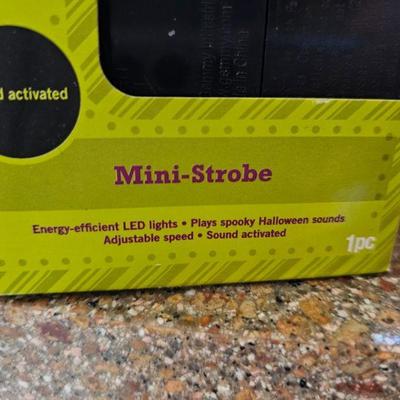 activated
Mini-Strobe
Energy-efficient LED lights • Plays spooky Halloween sounds
Adjustable speed • Sound activated
1pc